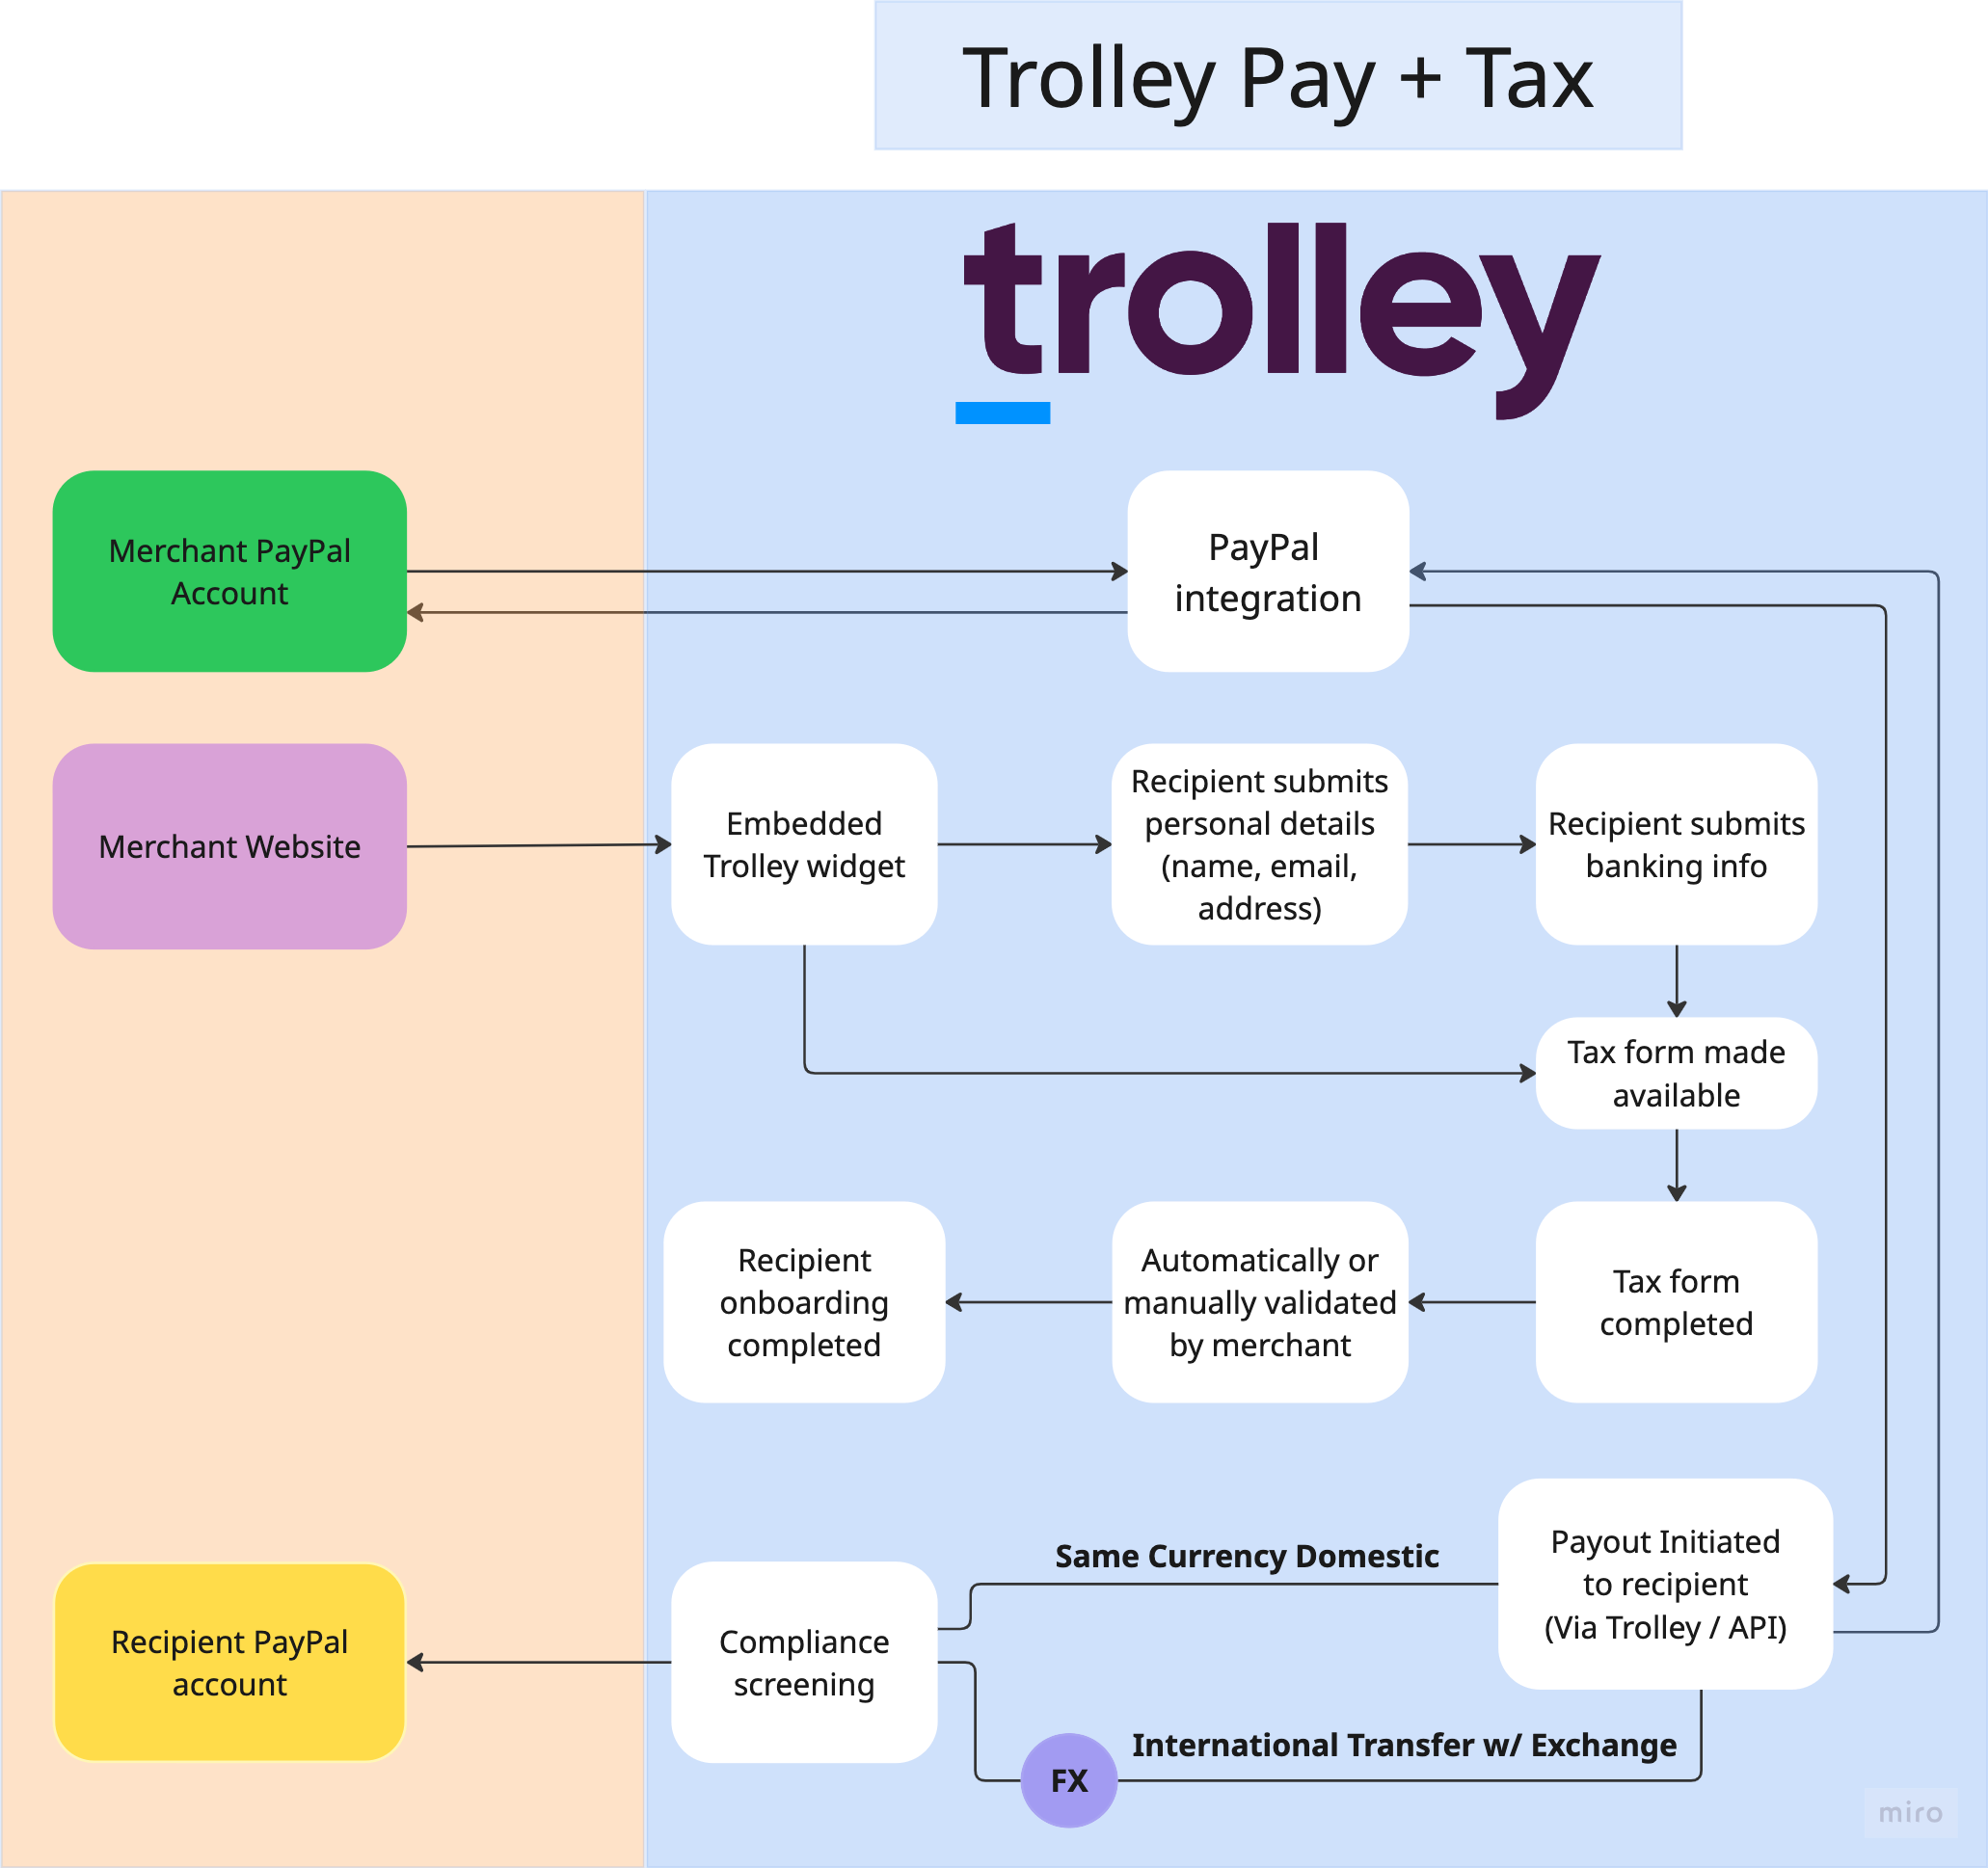 Trolley Pay + Tax
trolley
Merchant PayPal
Account
PayPal
integration
Merchant Website
Embedded
Trolley widget
Recipient submits
personal details
(name, email,
address)
Recipient submits
banking info
Tax form made
available
Recipient
onboarding
completed
Automatically or
manually validated
by merchant
Tax form
completed
Same Currency Domestic
Payout Initiated
to recipient
(Via Trolley / API)
Recipient PayPal
account
Compliance
screening
International Transfer w/ Exchange
FX
miro